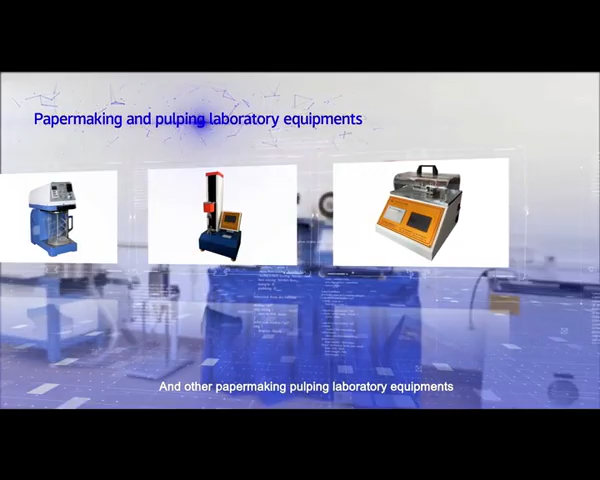 Papermaking and pulping laboratory equipments
And other papermaking pulping laboratory equipments